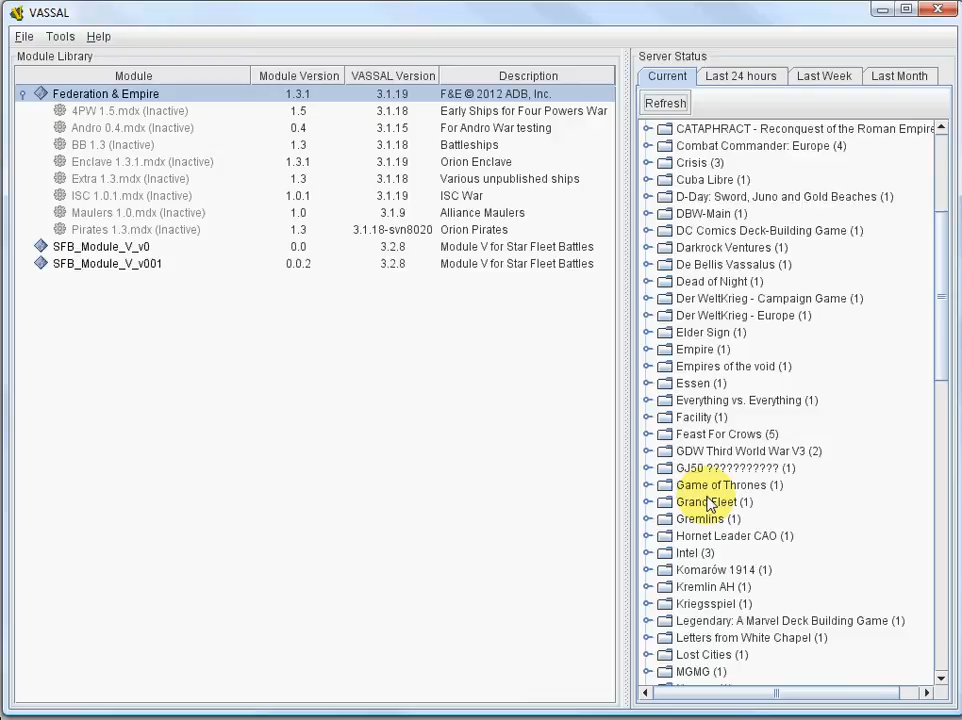 VASSAL
File Tools Help
Module Library
Module Module Version VASSAL Version Description
Federation & Empire 1.3.1 3.1.19 F&E © 2012 ADB, Inc.
4PW 1.5.mdx (Inactive) 1.5 3.1.18 Early Ships for Four Powers War
Andro 0.4.mdx (Inactive) 0.4 3.1.15 For Andro War testing
BB 1.3 (Inactive) 1.3 3.1.18 Battleships
Enclave 1.3.1.mdx (Inactive) 1.3.1 3.1.19 Orion Enclave
Extra 1.3.mdx (Inactive) 1.3 3.1.18 Various unpublished ships
ISC 1.0.1.mdx (Inactive) 1.0.1 3.1.19 ISC War
Maulers 1.0.mdx (Inactive) 1.0 3.1.9 Alliance Maulers
Pirates 1.3.mdx (Inactive) 1.3 3.1.18-svn8020 Orion Pirates
SFB_Module_V_v0 0.0 3.2.8 Module V for Star Fleet Battles
SFB_Module_V_v001 0.0.2 3.2.8 Module V for Star Fleet Battles
Server Status
Current Last 24 hours Last Week Last Month
Refresh
CATAPHRACT - Reconquest of the Roman Empire
Combat Commander: Europe (4)
Crisis (3)
Cuba Libre (1)
D-Day: Sword, Juno and Gold Beaches (1)
DBW-Main (1)
DC Comics Deck-Building Game (1)
Darkrock Ventures (1)
De Bellis Vassalus (1)
Dead of Night (1)
Der WeltKrieg - Campaign Game (1)
Der WeltKrieg - Europe (1)
Elder Sign (1)
Empire (1)
Empires of the void (1)
Essen (1)
Everything vs. Everything (1)
Facility (1)
Feast For Crows (5)
GDW Third World War V3 (2)
GJ50 ??????????? (1)
Game of Thrones (1)
Grand Fleet (1)
Gremlins (1)
Hornet Leader CAO (1)
Intel (3)
Komarów 1914 (1)
Kremlin AH (1)
Kriegsspiel (1)
Legendary: A Marvel Deck Building Game (1)
Letters from White Chapel (1)
Lost Cities (1)
MGMG (1)